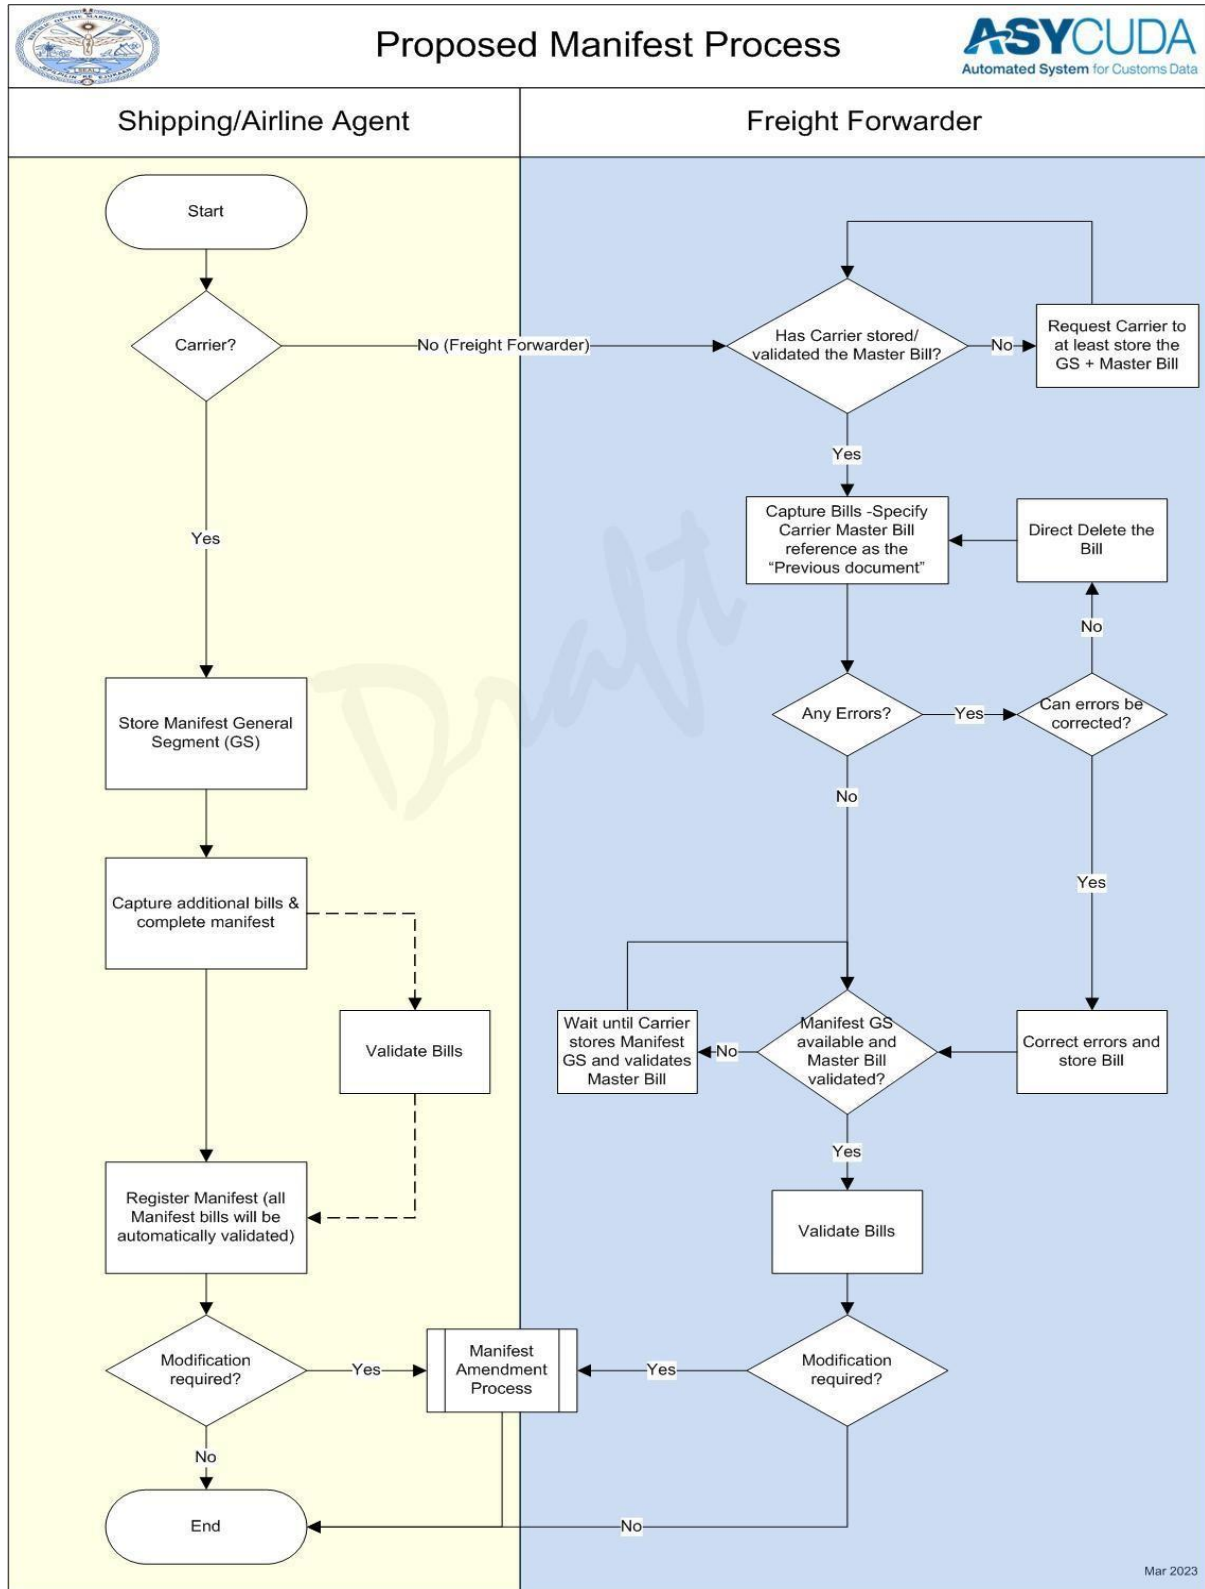 Proposed Manifest Process
ASYCUDA
Automated System for Customs Data
Shipping/Airline Agent
Freight Forwarder
Start
Carrier?
No (Freight Forwarder)
Has Carrier stored/
validated the Master Bill?
No
Request Carrier to
at least store the
GS + Master Bill
Yes
Yes
Capture Bills -Specify
Carrier Master Bill
reference as the
“Previous document”
Direct Delete the
Bill
No
Draft
Store Manifest General
Segment (GS)
Any Errors?
Yes
Can errors be
corrected?
No
Yes
Capture additional bills &
complete manifest
Validate Bills
Wait until Carrier
stores Manifest
GS and validates
Master Bill
No
Manifest GS
available and
Master Bill
validated?
Correct errors and
store Bill
Yes
Register Manifest (all
Manifest bills will be
automatically validated)
Validate Bills
Modification
required?
Yes
Manifest
Amendment
Process
Yes
Modification
required?
No
End
No
Mar 2023